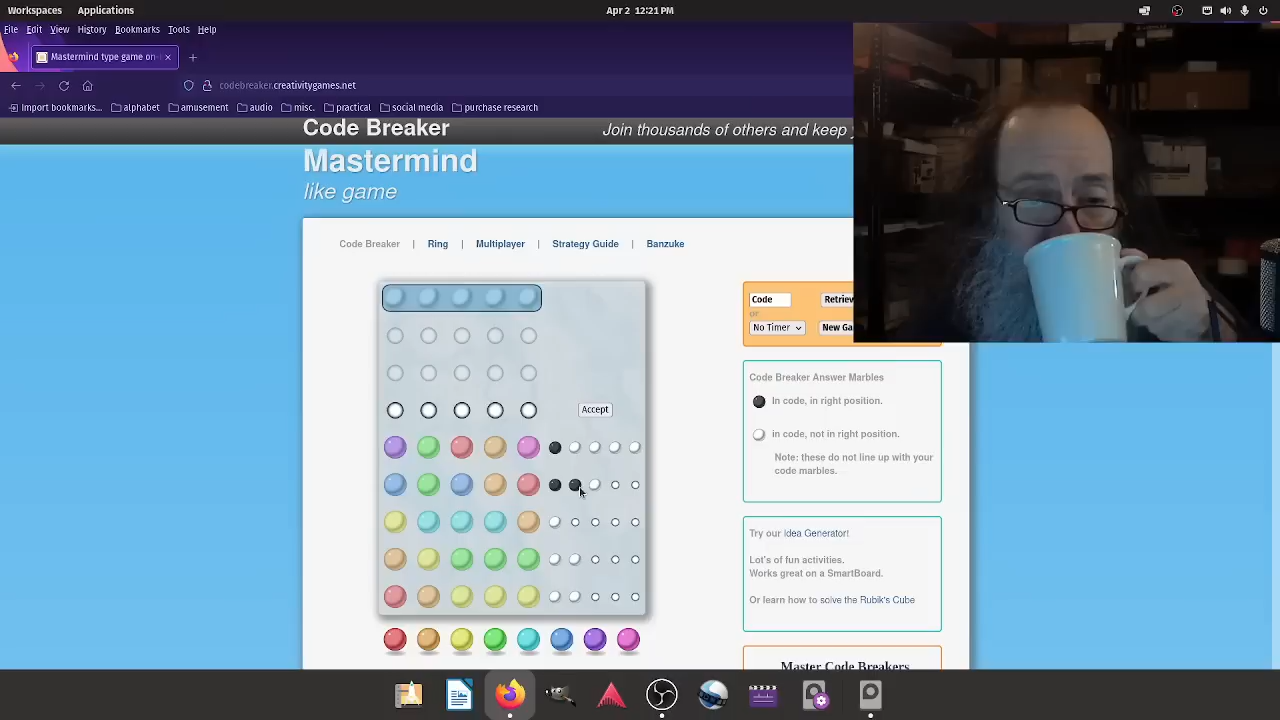 Workspaces Applications Apr 2 12:21 PM
File Edit View History Bookmarks Tools Help
Mastermind type game on-
codebreaker.creativitygames.net
Import bookmarks... alphabet amusement audio misc. practical social media purchase research
Code Breaker Join thousands of others and keep
Mastermind
like game
Code Breaker | Ring | Multiplayer | Strategy Guide | Banzuke
Code Retriev
or
No Timer New Ga
Code Breaker Answer Marbles
In code, in right position.
in code, not in right position.
Note: these do not line up with your
code marbles.
Accept
Try our Idea Generator!
Lot's of fun activities.
Works great on a SmartBoard.
Or learn how to solve the Rubik's Cube
Master Code Breakers